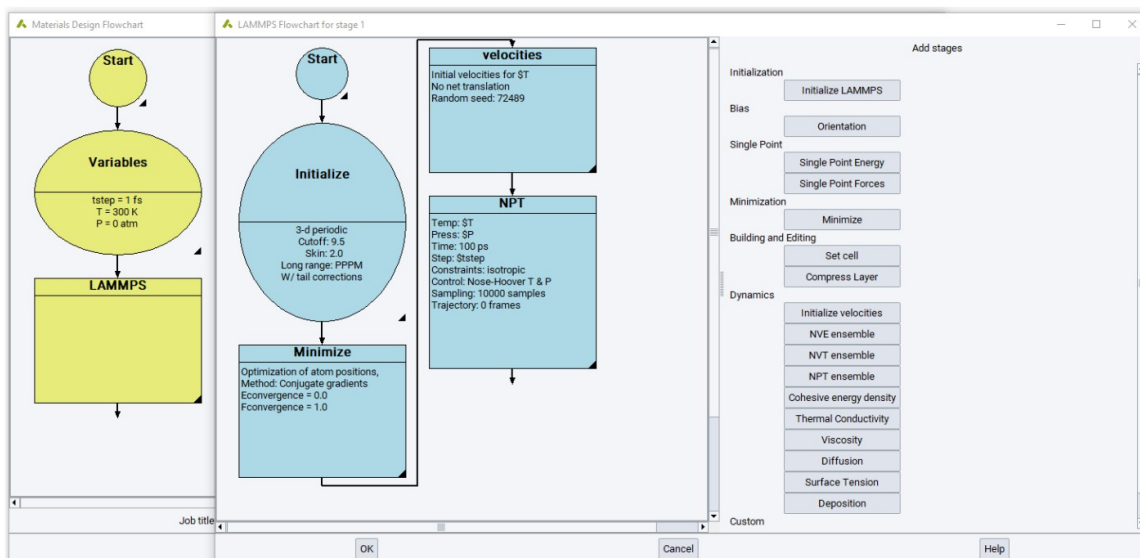 Materials Design Flowchart
LAMMPS Flowchart for stage 1
Start
Variables
tstep = 1 fs
T = 300 K
P = 0 atm
LAMMPS
Job title
Start
Initialize
3-d periodic
Cutoff: 9.5
Skin: 2.0
Long range: PPPM
W/ tail corrections
Minimize
Optimization of atom positions,
Method: Conjugate gradients
Econvergence = 0.0
Fconvergence = 1.0
velocities
Initial velocities for $T
No net translation
Random seed: 72489
NPT
Temp: $T
Press: $P
Time: 100 ps
Step: $tstep
Constraints: isotropic
Control: Nose-Hoover T & P
Sampling: 10000 samples
Trajectory: 0 frames
Add stages
Initialization
Initialize LAMMPS
Bias
Orientation
Single Point
Single Point Energy
Single Point Forces
Minimization
Minimize
Building and Editing
Set cell
Compress Layer
Dynamics
Initialize velocities
NVE ensemble
NVT ensemble
NPT ensemble
Cohesive energy density
Thermal Conductivity
Viscosity
Diffusion
Surface Tension
Deposition
Custom
OK
Cancel
Help